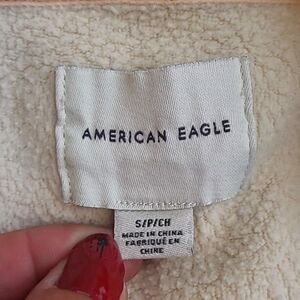 AMERICAN EAGLE
S/P/CH
MADE IN CHINA
FABRIQUÉ EN
CHINE